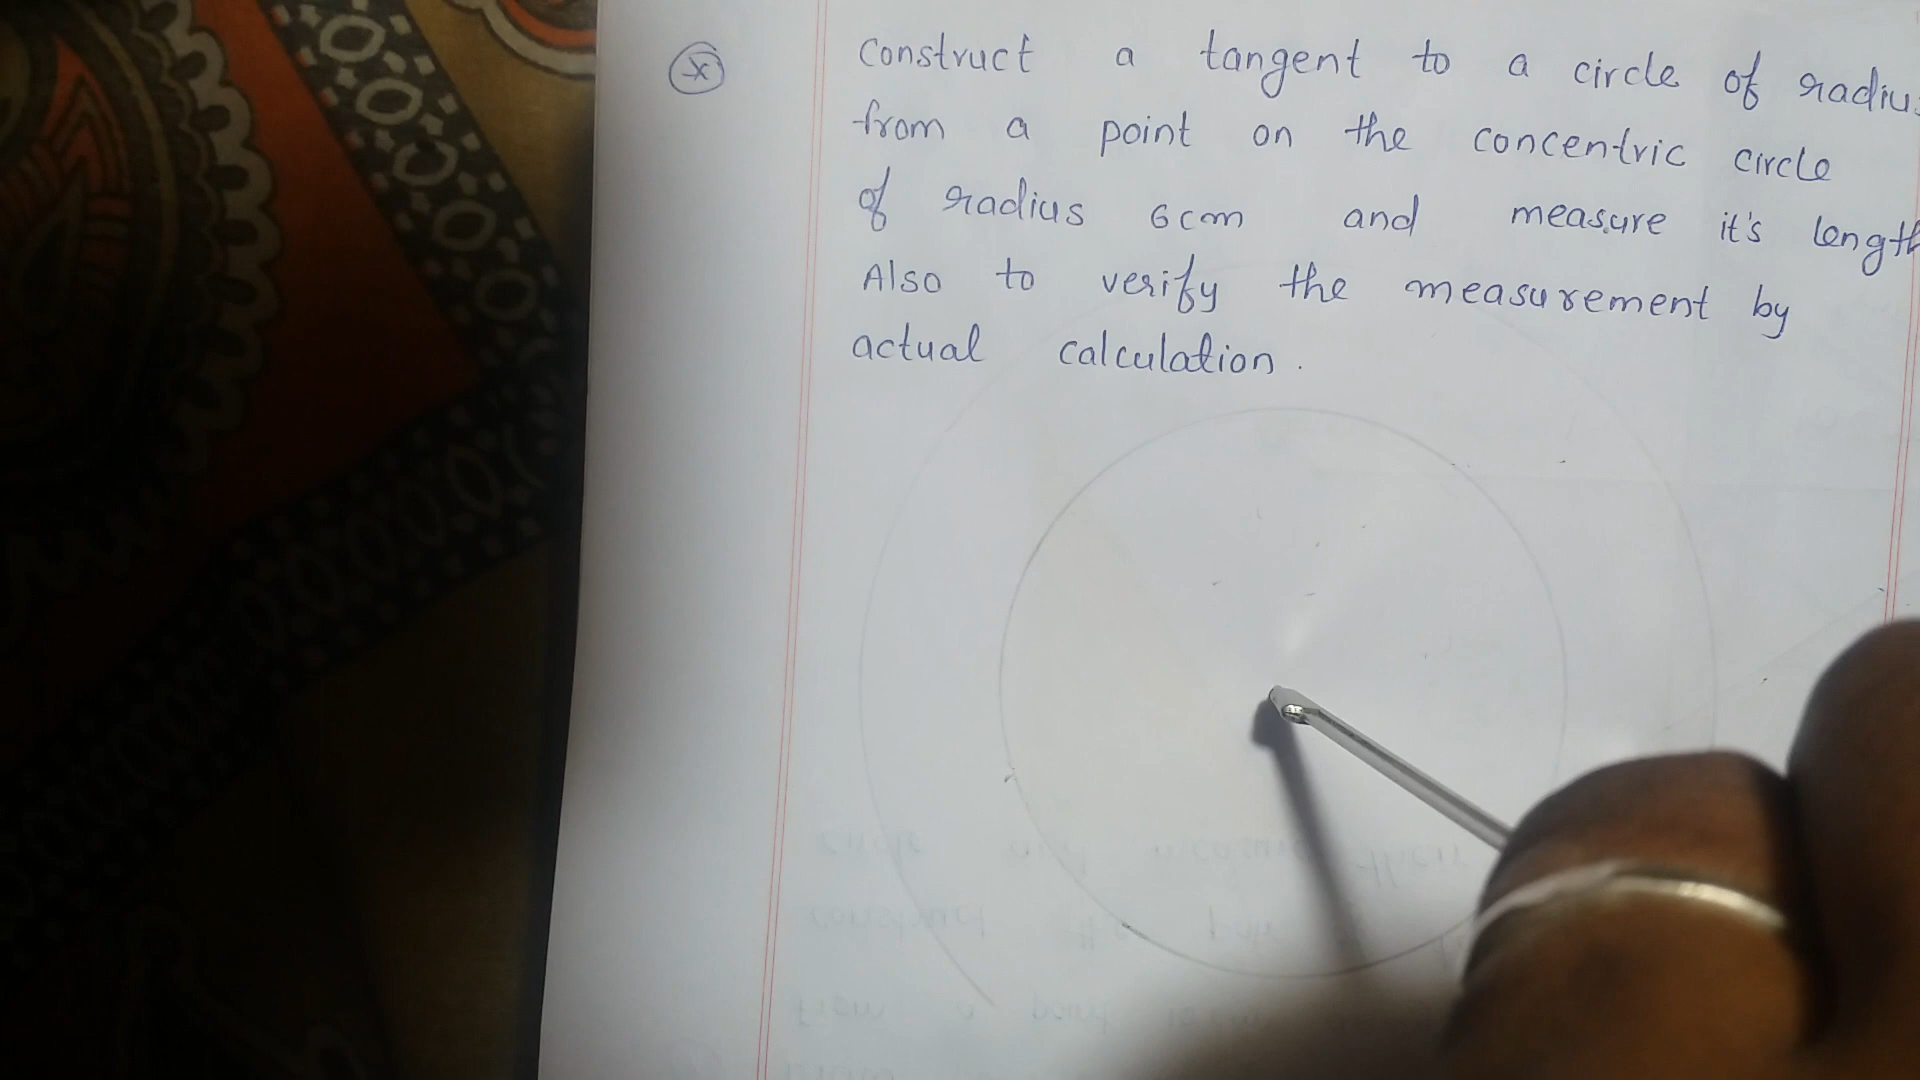 Construct a tangent to a circle of radius
from a point on the concentric circle
of radius 6cm and measure it's length
Also to verify the measurement by
actual calculation.